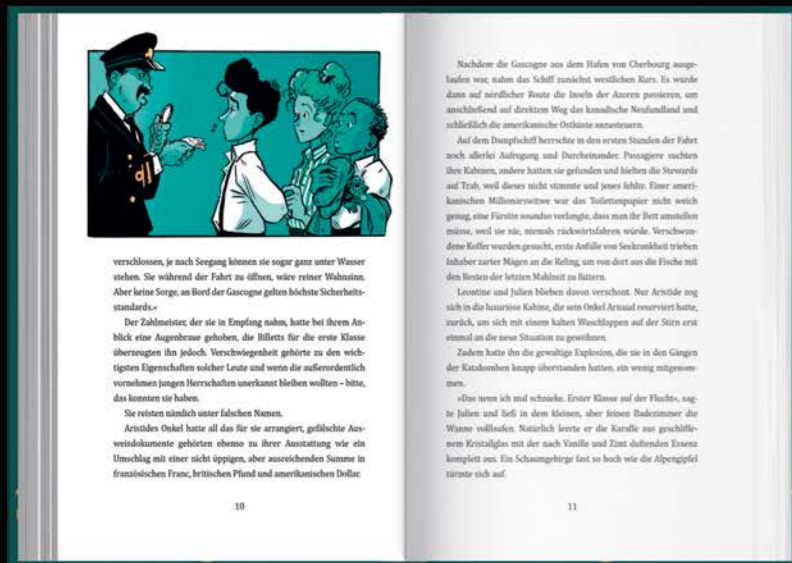 verschlossen, je nach Seegang können sie sogar ganz unter Wasser
stehen. Sie während der Fahrt zu öffnen, wäre reiner Wahnsinn.
Aber keine Sorge, an Bord der Gascogne gelten höchste Sicherheits-
standards.«
Der Zahlmeister, der sie in Empfang nahm, hatte bei ihrem An-
blick eine Augenbraue gehoben, die Billetts für die erste Klasse
überzeugten ihn jedoch. Verschwiegenheit gehörte zu den wich-
tigsten Eigenschaften solcher Leute und wenn die außerordentlich
vornehmen jungen Herrschaften unerkannt bleiben wollten – bitte,
das konnten sie haben.
Sie reisten nämlich unter falschen Namen.
Aristides Onkel hatte all das für sie arrangiert, gefälschte Aus-
weisdokumente gehörten ebenso zu ihrer Ausstattung wie ein
Umschlag mit einer nicht üppigen, aber ausreichenden Summe in
französischen Franc, britischen Pfund und amerikanischen Dollar.
10
Nachdem die Gascogne aus dem Hafen von Cherbourg ausge-
laufen war, nahm das Schiff zunächst westlichen Kurs. Es würde
dann auf nördlicher Route die Inseln der Azoren passieren, um
anschließend auf direktem Weg das kanadische Neufundland und
schließlich die amerikanische Ostküste anzusteuern.
Auf dem Dampfschiff herrschte in den ersten Stunden der Fahrt
noch allerlei Aufregung und Durcheinander. Passagiere suchten
ihre Kabinen, andere hatten sie gefunden und hielten die Stewards
auf Trab, weil dieses nicht stimmte und jenes fehlte. Einer ameri-
kanischen Millionärswitwe war das Toilettenpapier nicht weich
genug, eine Fürstin soundso verlangte, dass man ihr Bett umstellen
müsse, weil sie nie, niemals rückwärtsfahren würde. Verschwun-
dene Koffer wurden gesucht, erste Anfälle von Seekrankheit trieben
Inhaber zarter Mägen an die Reling, um von dort aus die Fische mit
den Resten der letzten Mahlzeit zu füttern.
Leontine und Julien blieben davon verschont. Nur Aristide zog
sich in die luxuriöse Kabine, die sein Onkel Arnaud reserviert hatte,
zurück, um sich mit einem kalten Waschlappen auf der Stirn erst
einmal an die neue Situation zu gewöhnen.
Zudem hatte ihn die gewaltige Explosion, die sie in den Gängen
der Katakomben knapp überstanden hatten, ein wenig mitgenom-
men.
»Das nenn ich mal schnieke. Erster Klasse auf der Flucht«, sag-
te Julien und ließ in dem kleinen, aber feinen Badezimmer die
Wanne volllaufen. Natürlich leerte er die Karaffe aus geschliffe-
nem Kristallglas mit der nach Vanille und Zimt duftenden Essenz
komplett aus. Ein Schaumgebirge fast so hoch wie die Alpengipfel
türmte sich auf.
11